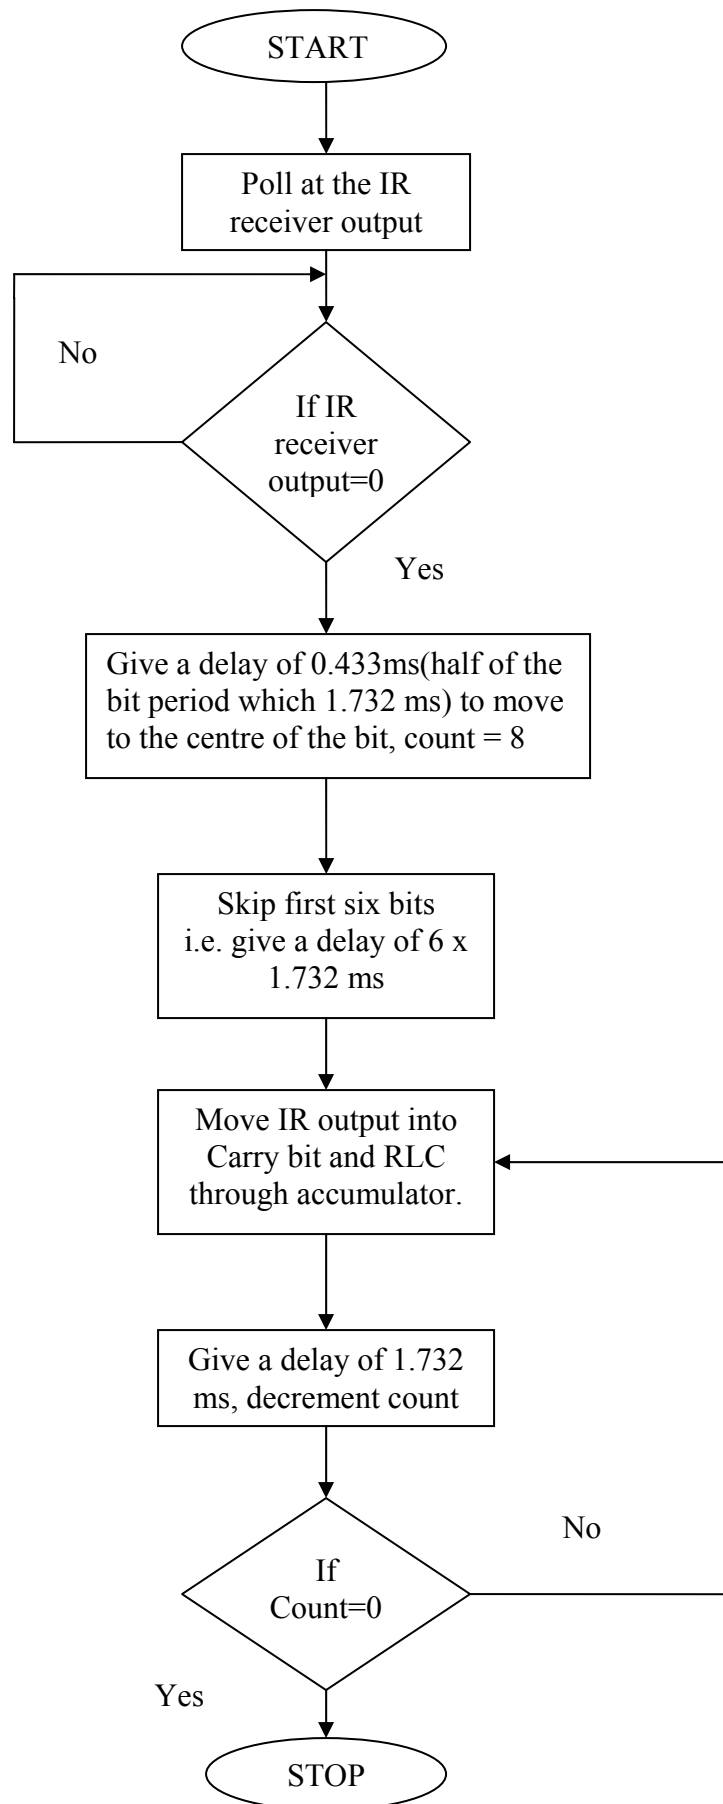 START
Poll at the IR
receiver output
No
If IR
receiver
output=0
Yes
Give a delay of 0.433ms(half of the
bit period which 1.732 ms) to move
to the centre of the bit, count = 8
Skip first six bits
i.e. give a delay of 6 x
1.732 ms
Move IR output into
Carry bit and RLC
through accumulator.
Give a delay of 1.732
ms, decrement count
No
If
Count=0
Yes
STOP